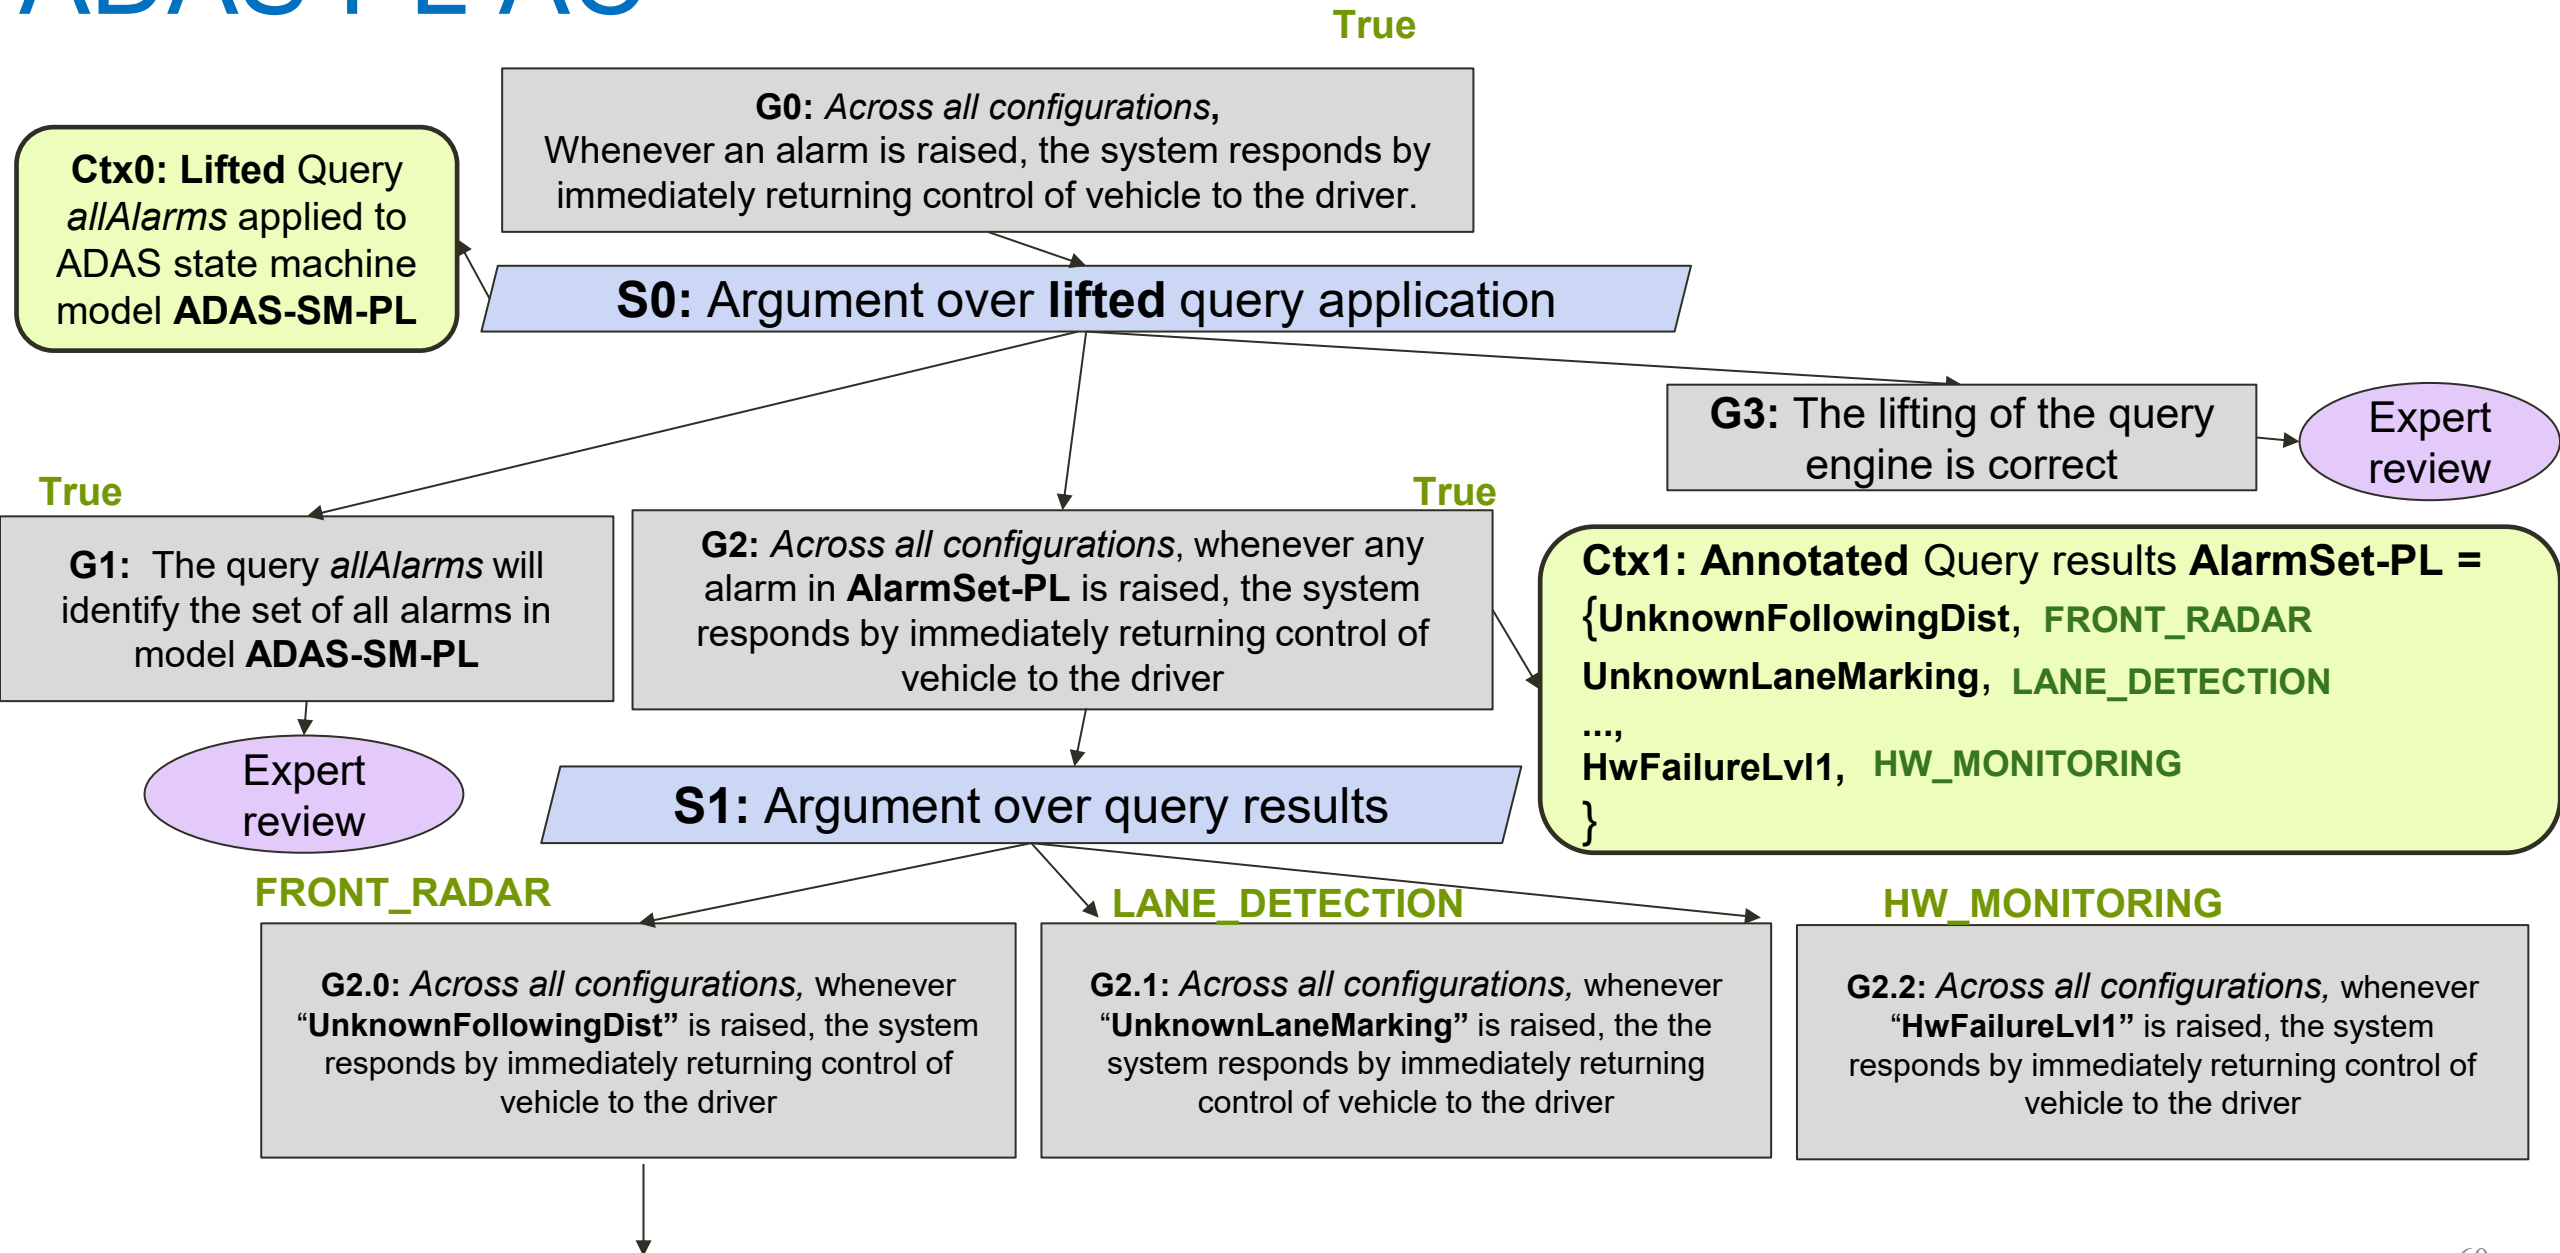 ADAS PL AC
True
G0: Across all configurations,
Whenever an alarm is raised, the system responds by
immediately returning control of vehicle to the driver.
Ctx0: Lifted Query
allAlarms applied to
ADAS state machine
model ADAS-SM-PL
S0: Argument over lifted query application
G3: The lifting of the query
engine is correct
Expert
review
True
G1: The query allAlarms will
identify the set of all alarms in
model ADAS-SM-PL
True
G2: Across all configurations, whenever any
alarm in AlarmSet-PL is raised, the system
responds by immediately returning control of
vehicle to the driver
Ctx1: Annotated Query results AlarmSet-PL =
{UnknownFollowingDist, FRONT_RADAR
UnknownLaneMarking, LANE_DETECTION
...,
HwFailureLvl1, HW_MONITORING
}
Expert
review
S1: Argument over query results
FRONT_RADAR
G2.0: Across all configurations, whenever
“UnknownFollowingDist” is raised, the system
responds by immediately returning control of
vehicle to the driver
LANE_DETECTION
G2.1: Across all configurations, whenever
“UnknownLaneMarking” is raised, the the
system responds by immediately returning
control of vehicle to the driver
HW_MONITORING
G2.2: Across all configurations, whenever
“HwFailureLvl1” is raised, the system
responds by immediately returning control of
vehicle to the driver